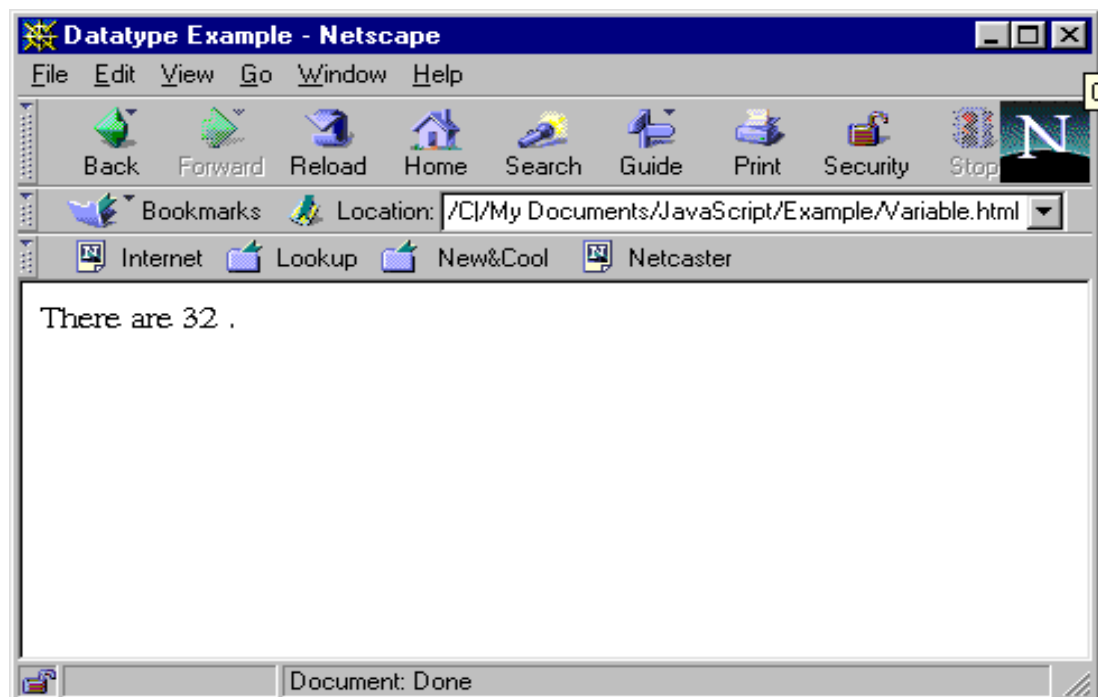 Datatype Example - Netscape
File Edit View Go Window Help
Back Forward Reload Home Search Guide Print Security Stop N
Bookmarks Location: /C|/My Documents/JavaScript/Example/Variable.html
Internet Lookup New&Cool Netcaster
There are 32 .
Document: Done